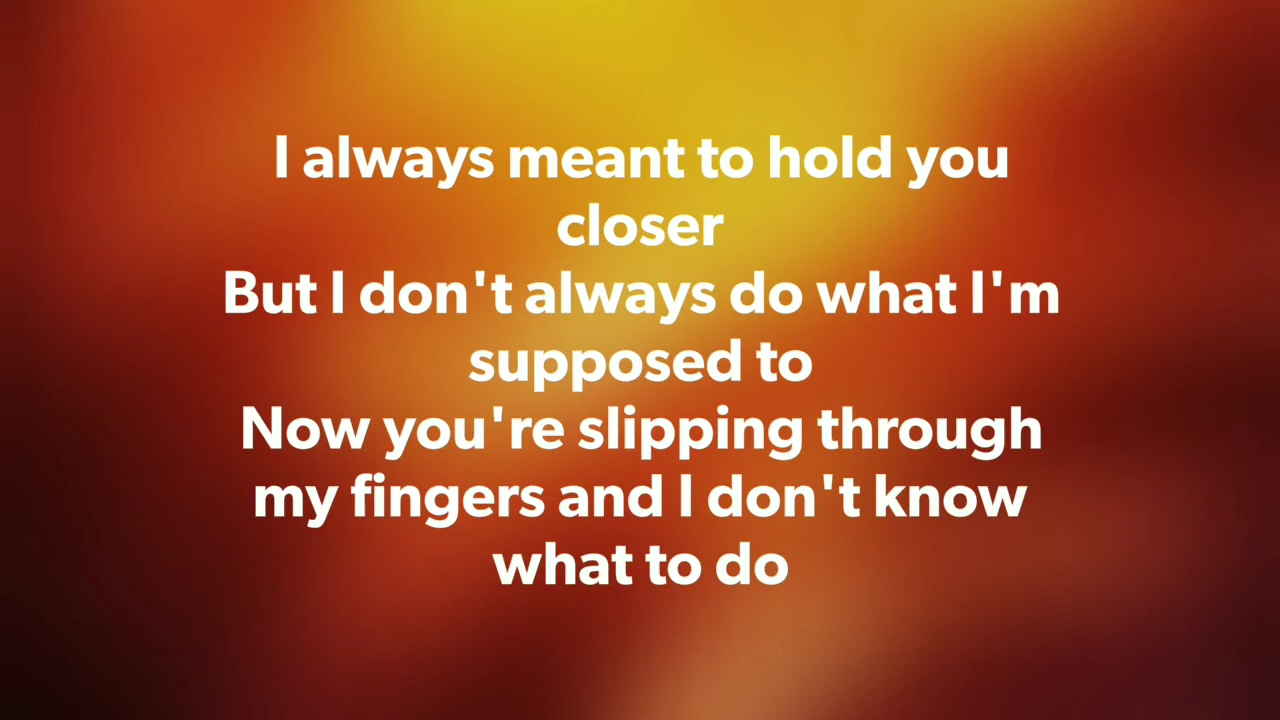 I always meant to hold you
closer
But I don't always do what I'm
supposed to
Now you're slipping through
my fingers and I don't know
what to do